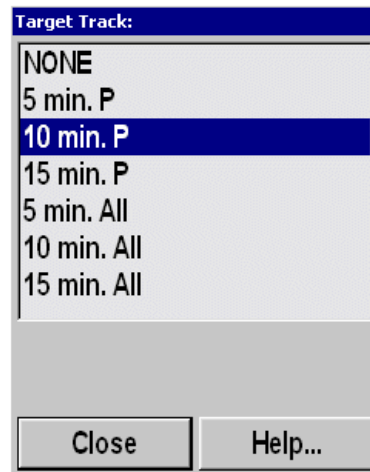 Target Track:
NONE
5 min. P
10 min. P
15 min. P
5 min. All
10 min. All
15 min. All
Close Help...